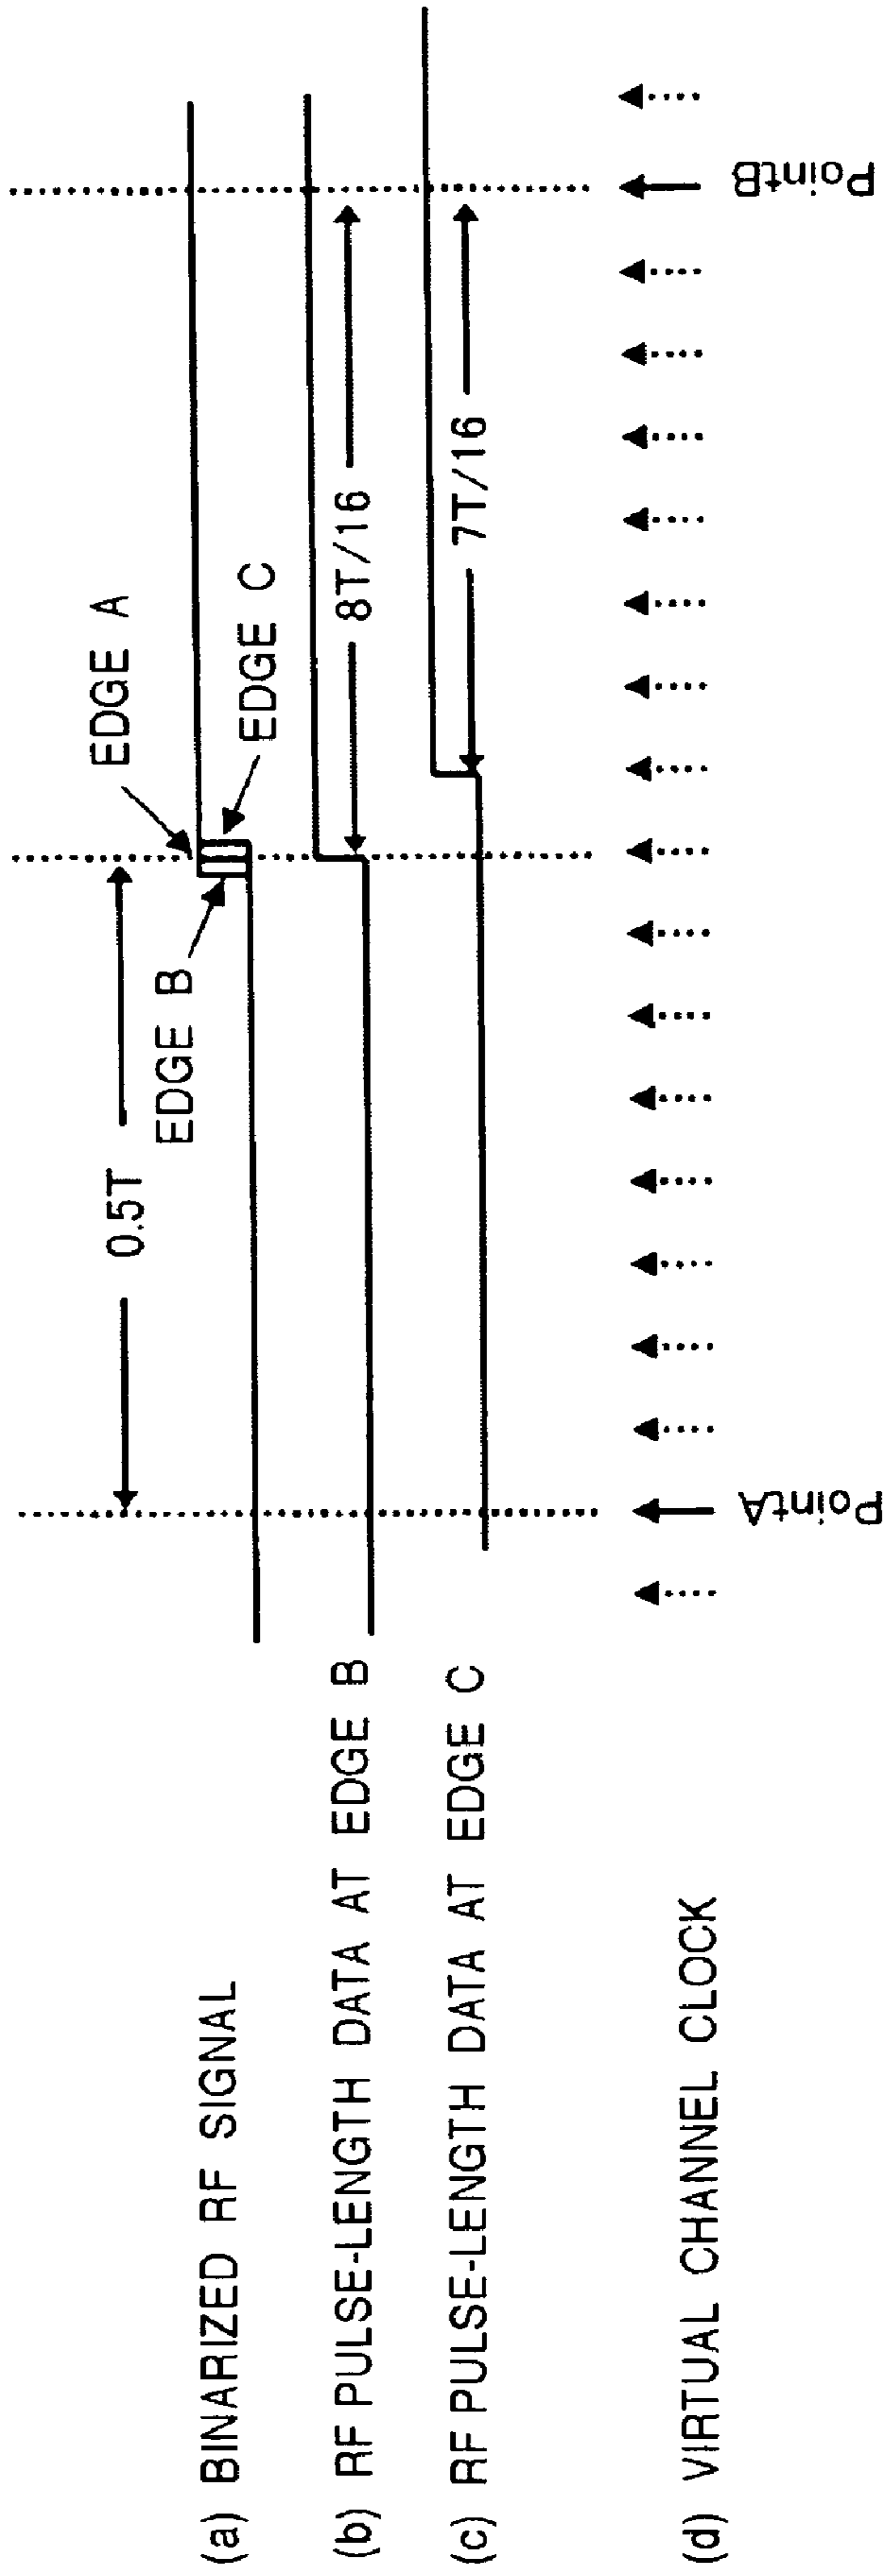 EDGE A
0.5T
EDGE B
EDGE C
(a) BINARIZED RF SIGNAL
(b) RF PULSE-LENGTH DATA AT EDGE B
8T/16
(c) RF PULSE-LENGTH DATA AT EDGE C
7T/16
(d) VIRTUAL CHANNEL CLOCK
PointA
PointB